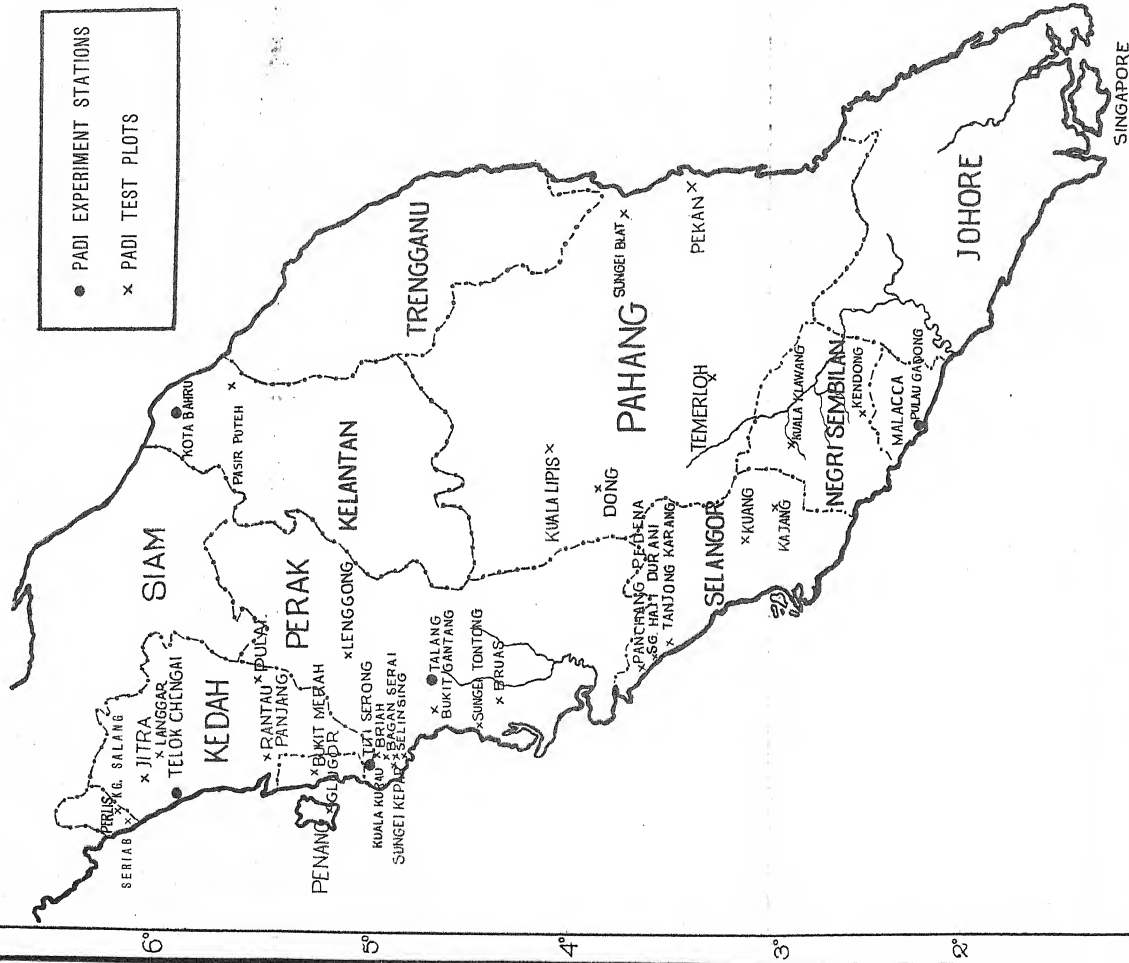 ● PADI EXPERIMENT STATIONS
× PADI TEST PLOTS
6°
5°
4°
3°
2°
SIAM
PERLIS
KG. SALANG
SERIAB
JITRA
LANGGAR
TELOK CHENGAI
KEDAH
KOTA BAHRU
PASIR PUTEH
PULAI
RANTAU
PANJANG
PERAK
KELANTAN
TRENGGANU
BUKIT MERAH
GLUGOR
PENANG
LENGGONG
TITI SERONG
KUALA KURAU
BRIAH
BAGAN SERAI
SELINSING
SUNGEI KEPAR
TALANG
BUKIT GANTANG
SUNGEI TONTONG
BRUAS
KUALA LIPIS
DONG
PAHANG
SUNGEI BLAT
PEKAN
TEMERLOH
PANCHANG PEDENA
SG. HAJI DURANI
TANJONG KARANG
SELANGOR
KUANG
KAJANG
KUALA KLAWANG
NEGRI SEMBILAN
KENDONG
MALACCA
PULAU GADONG
JOHORE
SINGAPORE